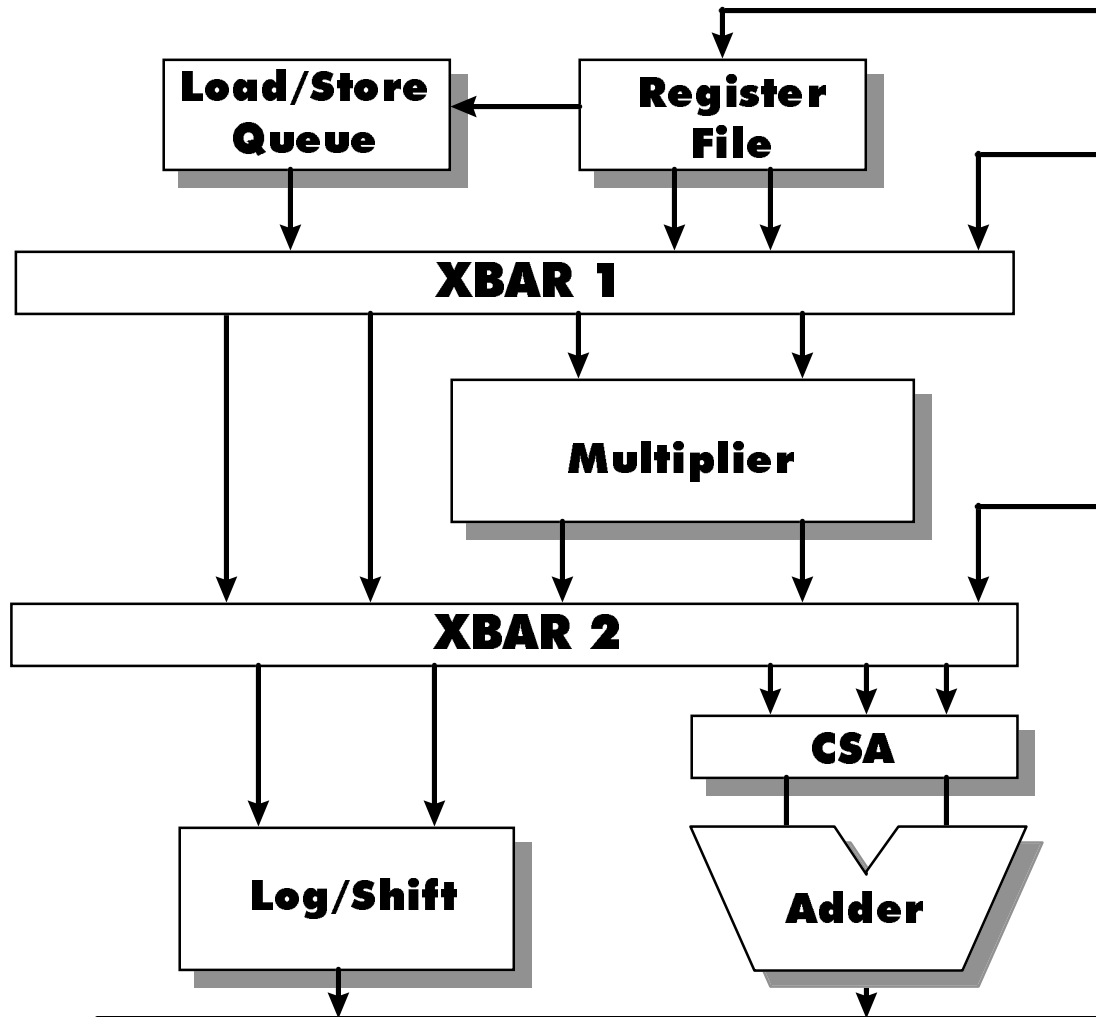 Load/Store
Queue
Register
File
XBAR 1
Multiplier
XBAR 2
CSA
Log/Shift
Adder